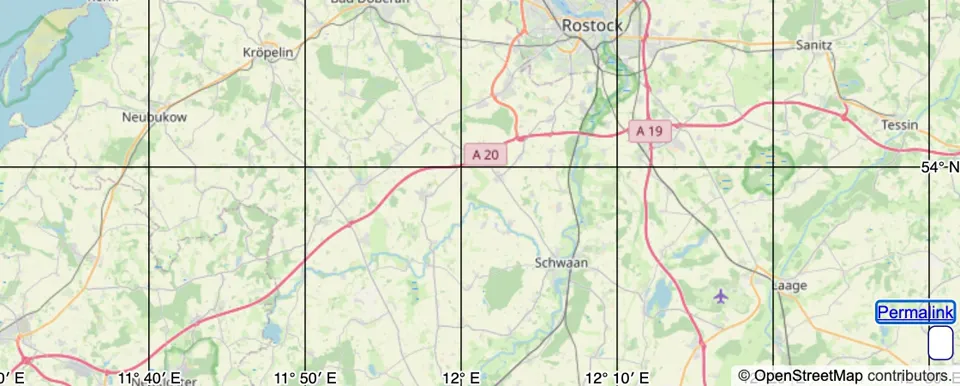 Bad Doberan
Rostock
Kröpelin
Sanitz
Neubukow
Tessin
A 19
A 20
54° N
Schwaan
Laage
Permalink
0′ E
11° 40′ E
11° 50′ E
12° E
12° 10′ E
© OpenStreetMap contributors.